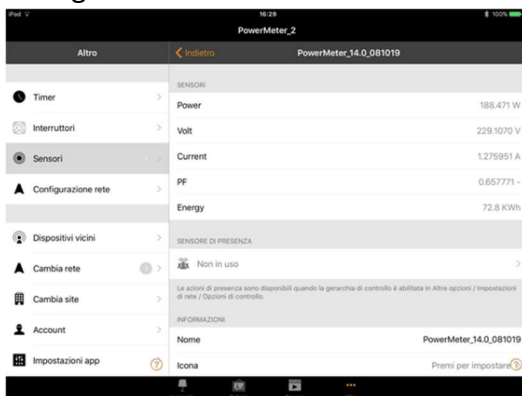 iPad
16:29
100%
PowerMeter_2
Altro
Indietro
PowerMeter_14.0_081019
Timer
Interruttori
Sensori
Configurazione rete
Dispositivi vicini
Cambia rete
Cambia site
Account
Impostazioni app
?
SENSORI
Power 188.471 W
Volt 229.1070 V
Current 1.275951 A
PF 0.657771 -
Energy 72.8 KWh
SENSORE DI PRESENZA
Non in uso
Le azioni di presenza sono disponibili quando la gerarchia di controllo è abilitata in Altre opzioni / Impostazioni
di rete / Opzioni di controllo.
INFORMAZIONI
Nome PowerMeter_14.0_081019
Icona Premi per impostare
?